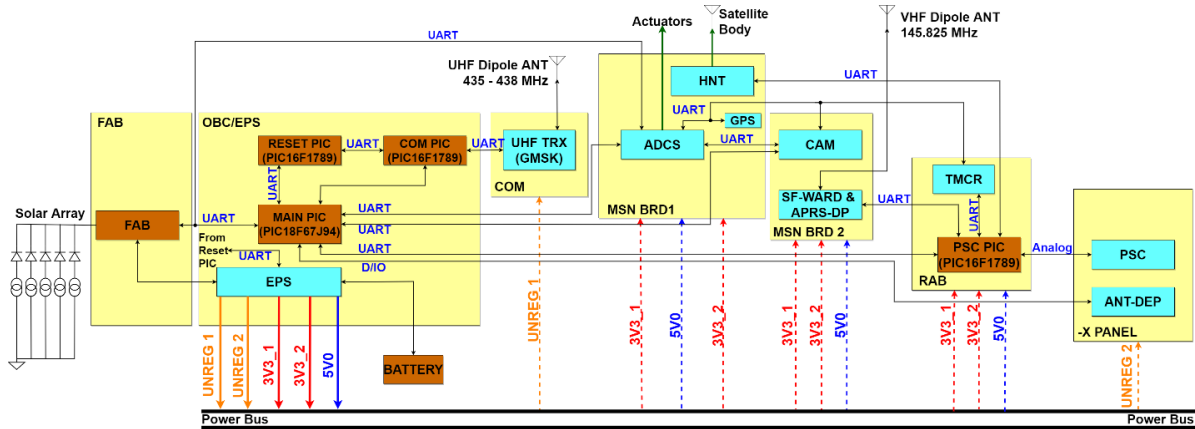 Actuators
Satellite
Body
VHF Dipole ANT
145.825 MHz
UART
UHF Dipole ANT
435 - 438 MHz
HNT
UART
FAB
OBC/EPS
RESET PIC
(PIC16F1789)
UART
COM PIC
(PIC16F1789)
UART
UHF TRX
(GMSK)
COM
UART
GPS
ADCS
UART
CAM
MSN BRD1
TMCR
SF-WARD &
APRS-DP
UART
MSN BRD 2
UART
UART
Solar Array
FAB
UART
MAIN PIC
(PIC18F67J94)
UART
UART
UART
D/IO
From
Reset
PIC
UART
EPS
PSC PIC
(PIC16F1789)
RAB
Analog
PSC
ANT-DEP
-X PANEL
BATTERY
UNREG 1
UNREG 2
3V3_1
3V3_2
5V0
UNREG 1
3V3_1
5V0
3V3_2
3V3_1
3V3_2
5V0
3V3_1
3V3_2
5V0
UNREG 2
Power Bus
Power Bus